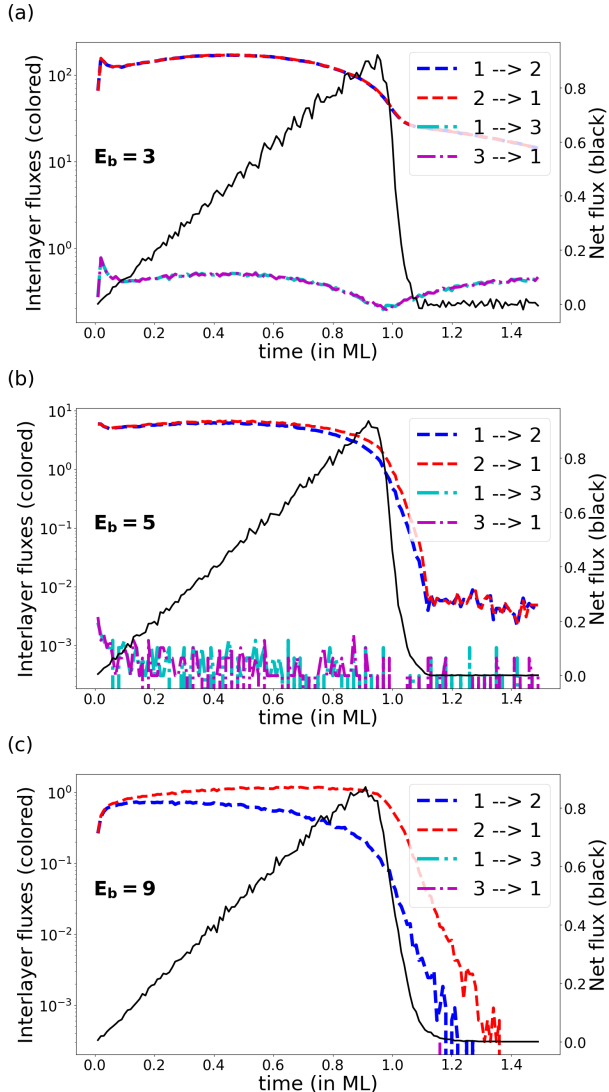 (a)
10²
10¹
10⁰
Interlayer fluxes (colored)
E_b = 3
1 --> 2
2 --> 1
1 --> 3
3 --> 1
0.8
0.6
0.4
0.2
0.0
Net flux (black)
0.0 0.2 0.4 0.6 0.8 1.0 1.2 1.4
time (in ML)
(b)
10¹
10⁰
10⁻¹
10⁻²
10⁻³
Interlayer fluxes (colored)
E_b = 5
1 --> 2
2 --> 1
1 --> 3
3 --> 1
0.8
0.6
0.4
0.2
0.0
Net flux (black)
0.0 0.2 0.4 0.6 0.8 1.0 1.2 1.4
time (in ML)
(c)
10⁰
10⁻¹
10⁻²
10⁻³
Interlayer fluxes (colored)
E_b = 9
1 --> 2
2 --> 1
1 --> 3
3 --> 1
0.8
0.6
0.4
0.2
0.0
Net flux (black)
0.0 0.2 0.4 0.6 0.8 1.0 1.2 1.4
time (in ML)